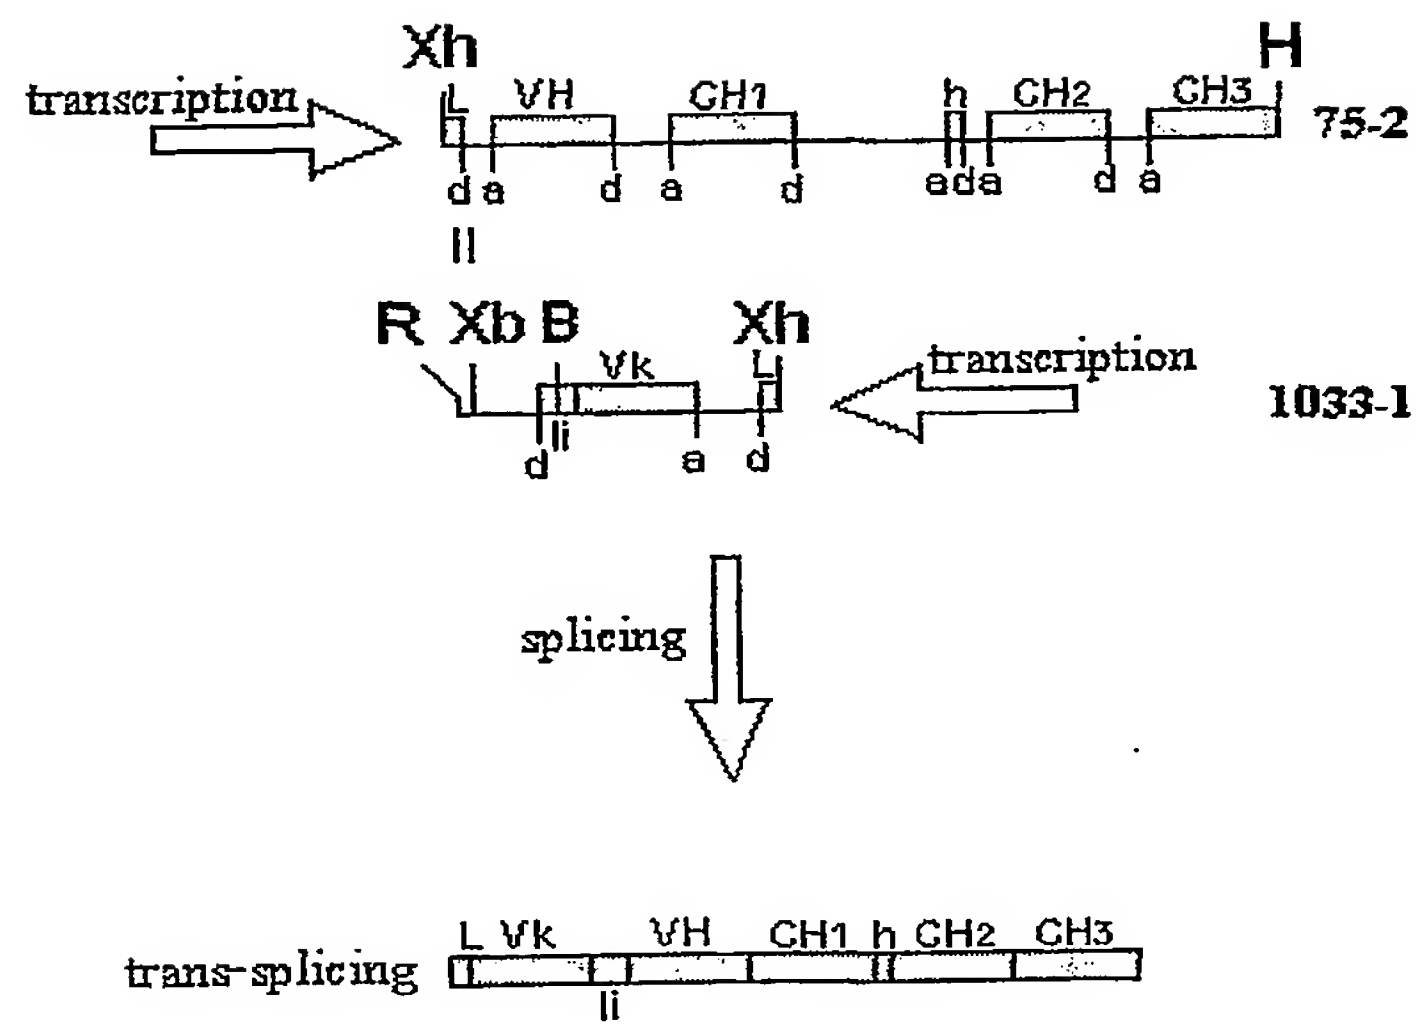 Xh H
transcription L VH CH1 h CH2 CH3 75-2
d a d a d a d a d a
li
R Xb B Xh
Vk L transcription
1033-1
li
d a d
splicing
L Vk VH CH1 h CH2 CH3
trans-splicing
li